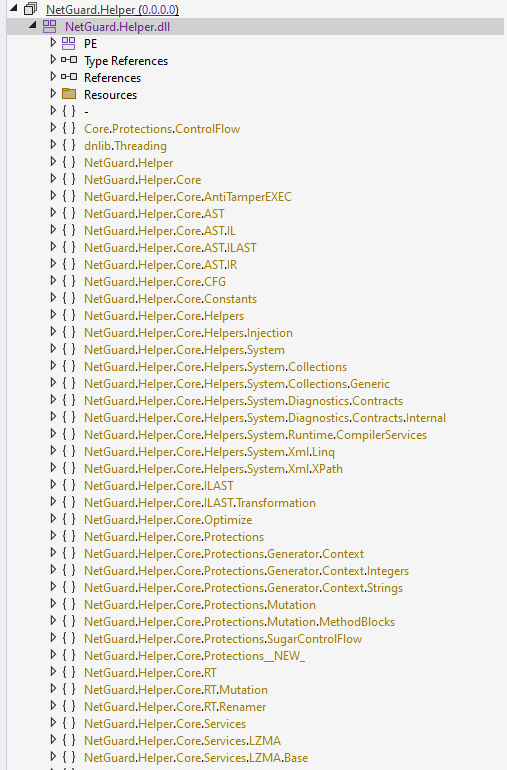 NetGuard.Helper (0.0.0.0)
NetGuard.Helper.dll
PE
Type References
References
Resources
{ } -
{ } Core.Protections.ControlFlow
{ } dnlib.Threading
{ } NetGuard.Helper
{ } NetGuard.Helper.Core
{ } NetGuard.Helper.Core.AntiTamperEXEC
{ } NetGuard.Helper.Core.AST
{ } NetGuard.Helper.Core.AST.IL
{ } NetGuard.Helper.Core.AST.ILAST
{ } NetGuard.Helper.Core.AST.IR
{ } NetGuard.Helper.Core.CFG
{ } NetGuard.Helper.Core.Constants
{ } NetGuard.Helper.Core.Helpers
{ } NetGuard.Helper.Core.Helpers.Injection
{ } NetGuard.Helper.Core.Helpers.System
{ } NetGuard.Helper.Core.Helpers.System.Collections
{ } NetGuard.Helper.Core.Helpers.System.Collections.Generic
{ } NetGuard.Helper.Core.Helpers.System.Diagnostics.Contracts
{ } NetGuard.Helper.Core.Helpers.System.Diagnostics.Contracts.Internal
{ } NetGuard.Helper.Core.Helpers.System.Runtime.CompilerServices
{ } NetGuard.Helper.Core.Helpers.System.Xml.Linq
{ } NetGuard.Helper.Core.Helpers.System.Xml.XPath
{ } NetGuard.Helper.Core.ILAST
{ } NetGuard.Helper.Core.ILAST.Transformation
{ } NetGuard.Helper.Core.Optimize
{ } NetGuard.Helper.Core.Protections
{ } NetGuard.Helper.Core.Protections.Generator.Context
{ } NetGuard.Helper.Core.Protections.Generator.Context.Integers
{ } NetGuard.Helper.Core.Protections.Generator.Context.Strings
{ } NetGuard.Helper.Core.Protections.Mutation
{ } NetGuard.Helper.Core.Protections.Mutation.MethodBlocks
{ } NetGuard.Helper.Core.Protections.SugarControlFlow
{ } NetGuard.Helper.Core.Protections__NEW_
{ } NetGuard.Helper.Core.RT
{ } NetGuard.Helper.Core.RT.Mutation
{ } NetGuard.Helper.Core.RT.Renamer
{ } NetGuard.Helper.Core.Services
{ } NetGuard.Helper.Core.Services.LZMA
{ } NetGuard.Helper.Core.Services.LZMA.Base